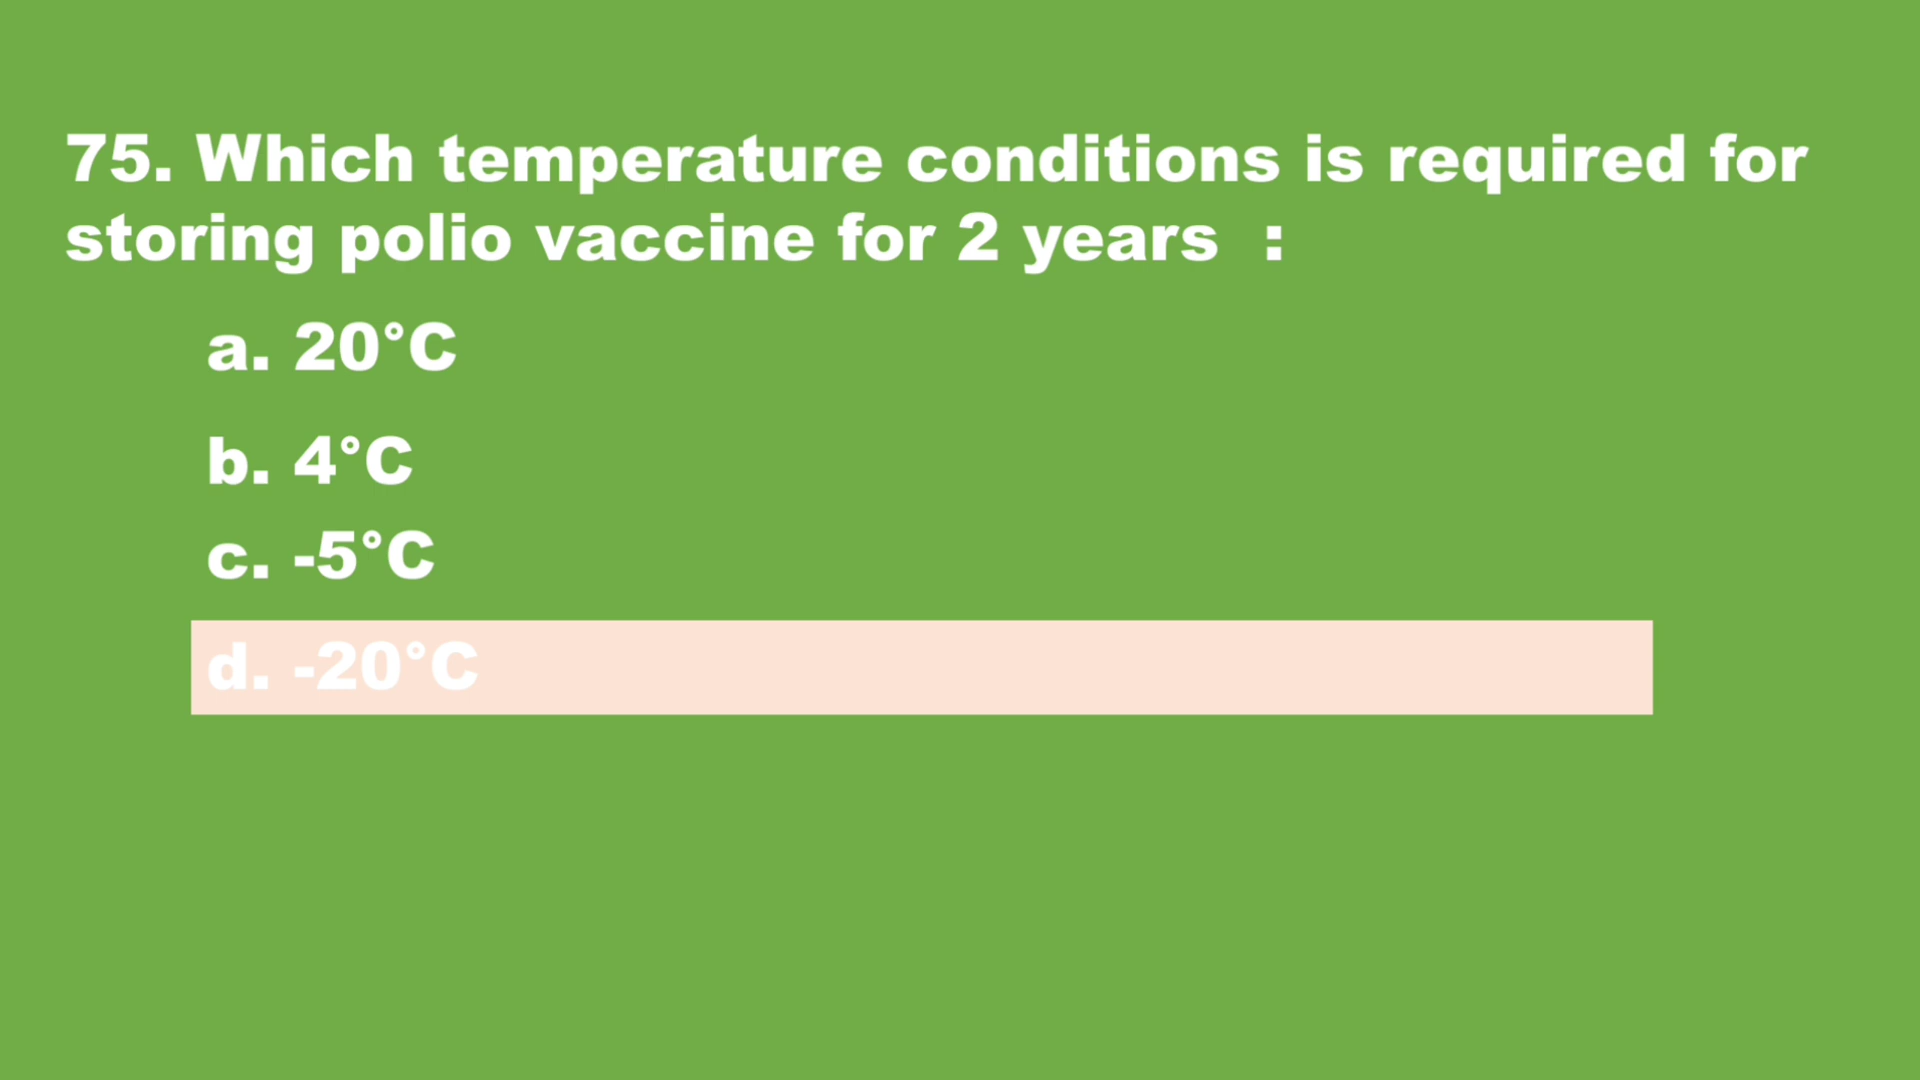 75. Which temperature conditions is required for
storing polio vaccine for 2 years  :
a. 20°C
b. 4°C
c. -5°C
d. -20°C